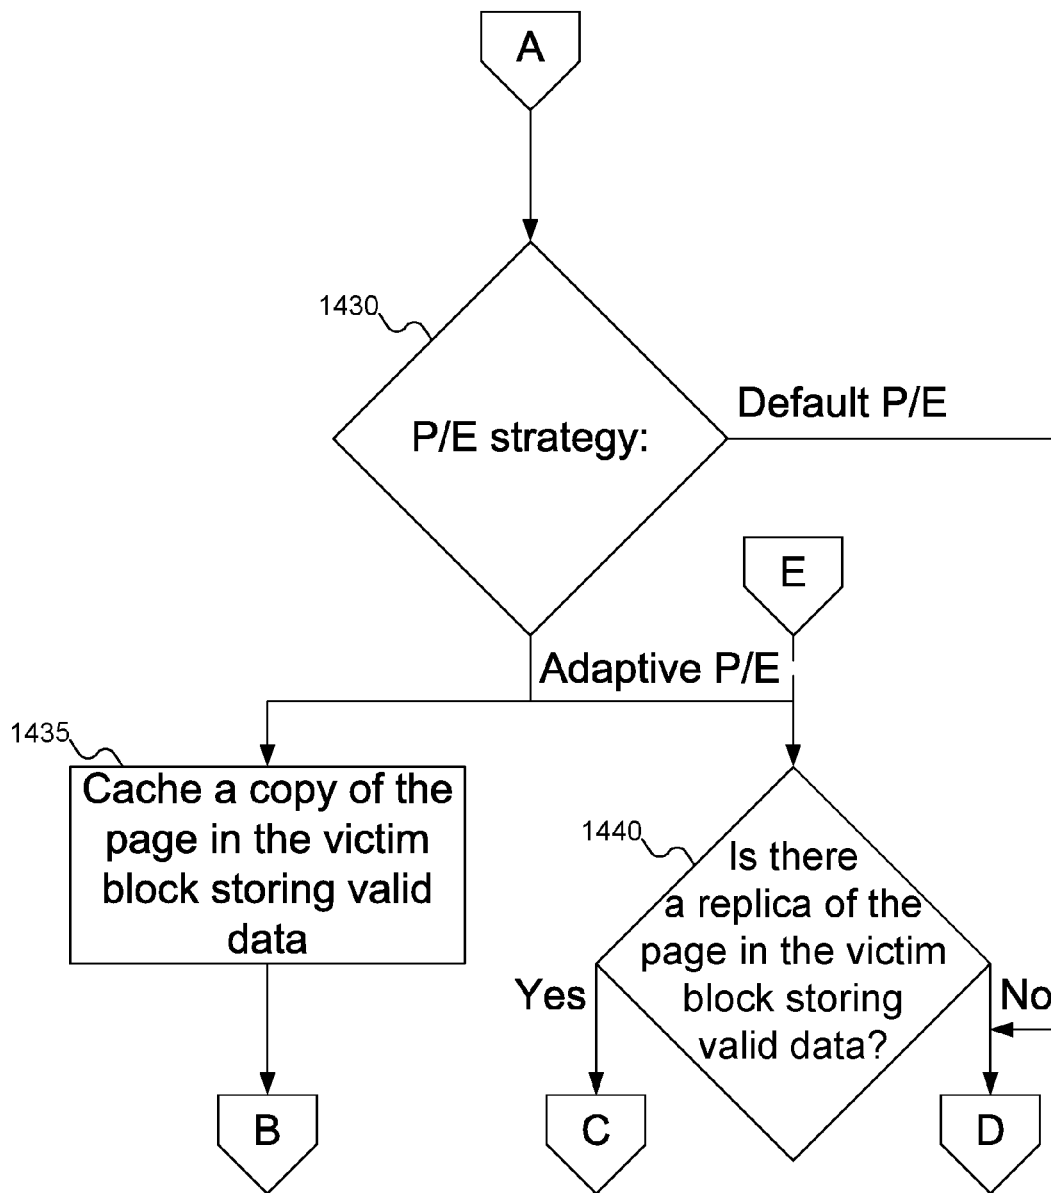 A
1430
P/E strategy:
Default P/E
E
Adaptive P/E
1435
Cache a copy of the
page in the victim
block storing valid
data
1440
Is there
a replica of the
page in the victim
block storing
valid data?
Yes
No
B
C
D